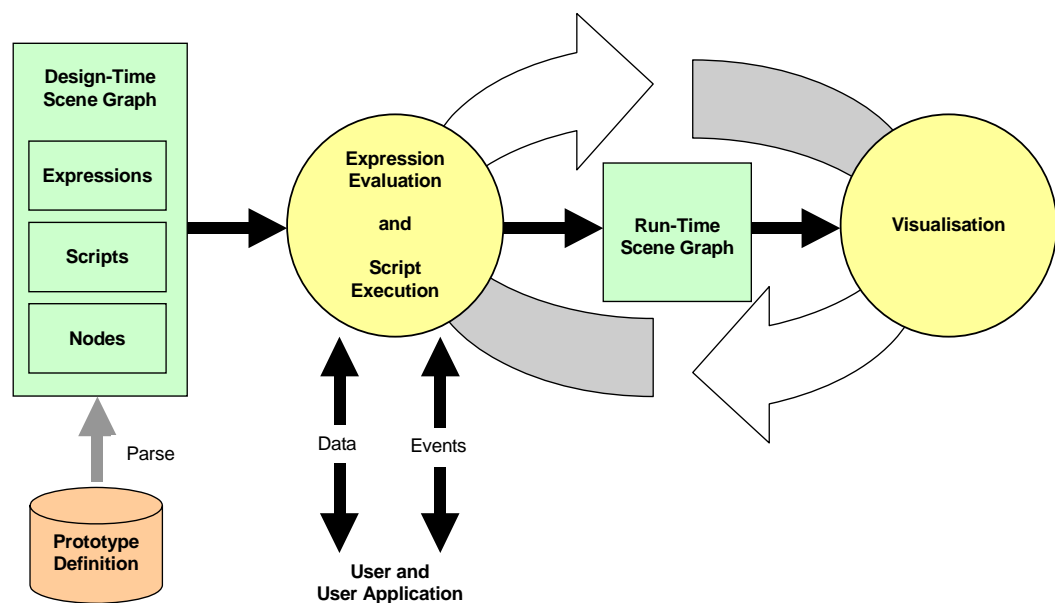 Design-Time
Scene Graph
Expressions
Scripts
Nodes
Parse
Prototype
Definition
Expression
Evaluation
and
Script
Execution
Data
Events
User and
User Application
Run-Time
Scene Graph
Visualisation